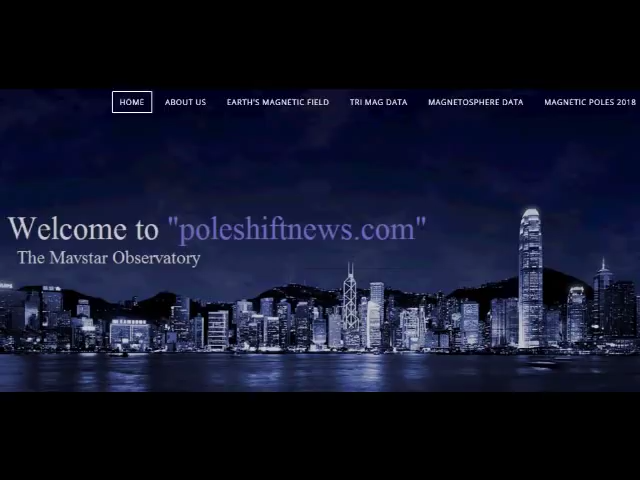 HOME ABOUT US EARTH'S MAGNETIC FIELD TRI MAG DATA MAGNETOSPHERE DATA MAGNETIC POLES 2018
Welcome to "poleshiftnews.com"
The Mavstar Observatory